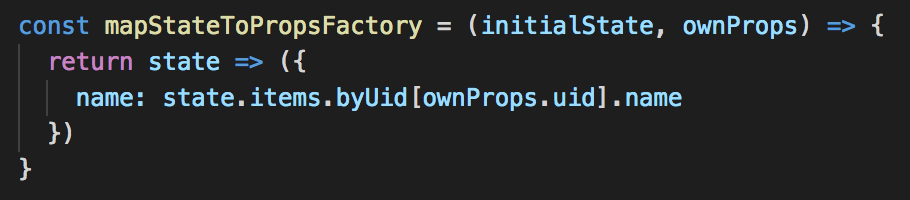 const mapStateToPropsFactory = (initialState, ownProps) => {
  return state => ({
    name: state.items.byUid[ownProps.uid].name
  })
}